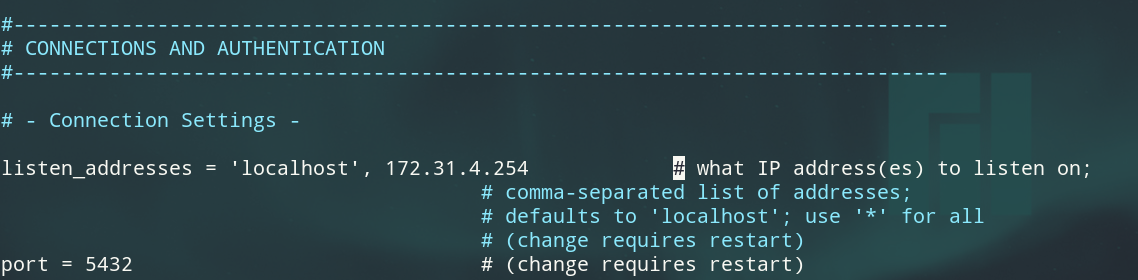 #------------------------------------------------------------------------------
# CONNECTIONS AND AUTHENTICATION
#------------------------------------------------------------------------------
# - Connection Settings -
listen_addresses = 'localhost', 172.31.4.254            # what IP address(es) to listen on;
                                        # comma-separated list of addresses;
                                        # defaults to 'localhost'; use '*' for all
                                        # (change requires restart)
port = 5432                             # (change requires restart)